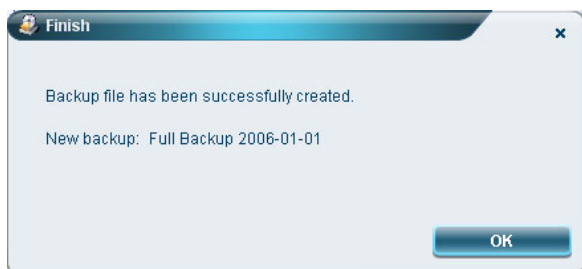 Finish
Backup file has been successfully created.
New backup: Full Backup 2006-01-01
OK